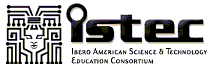 istec
IBERO AMERICAN SCIENCE & TECHNOLOGY
EDUCATION CONSORTIUM